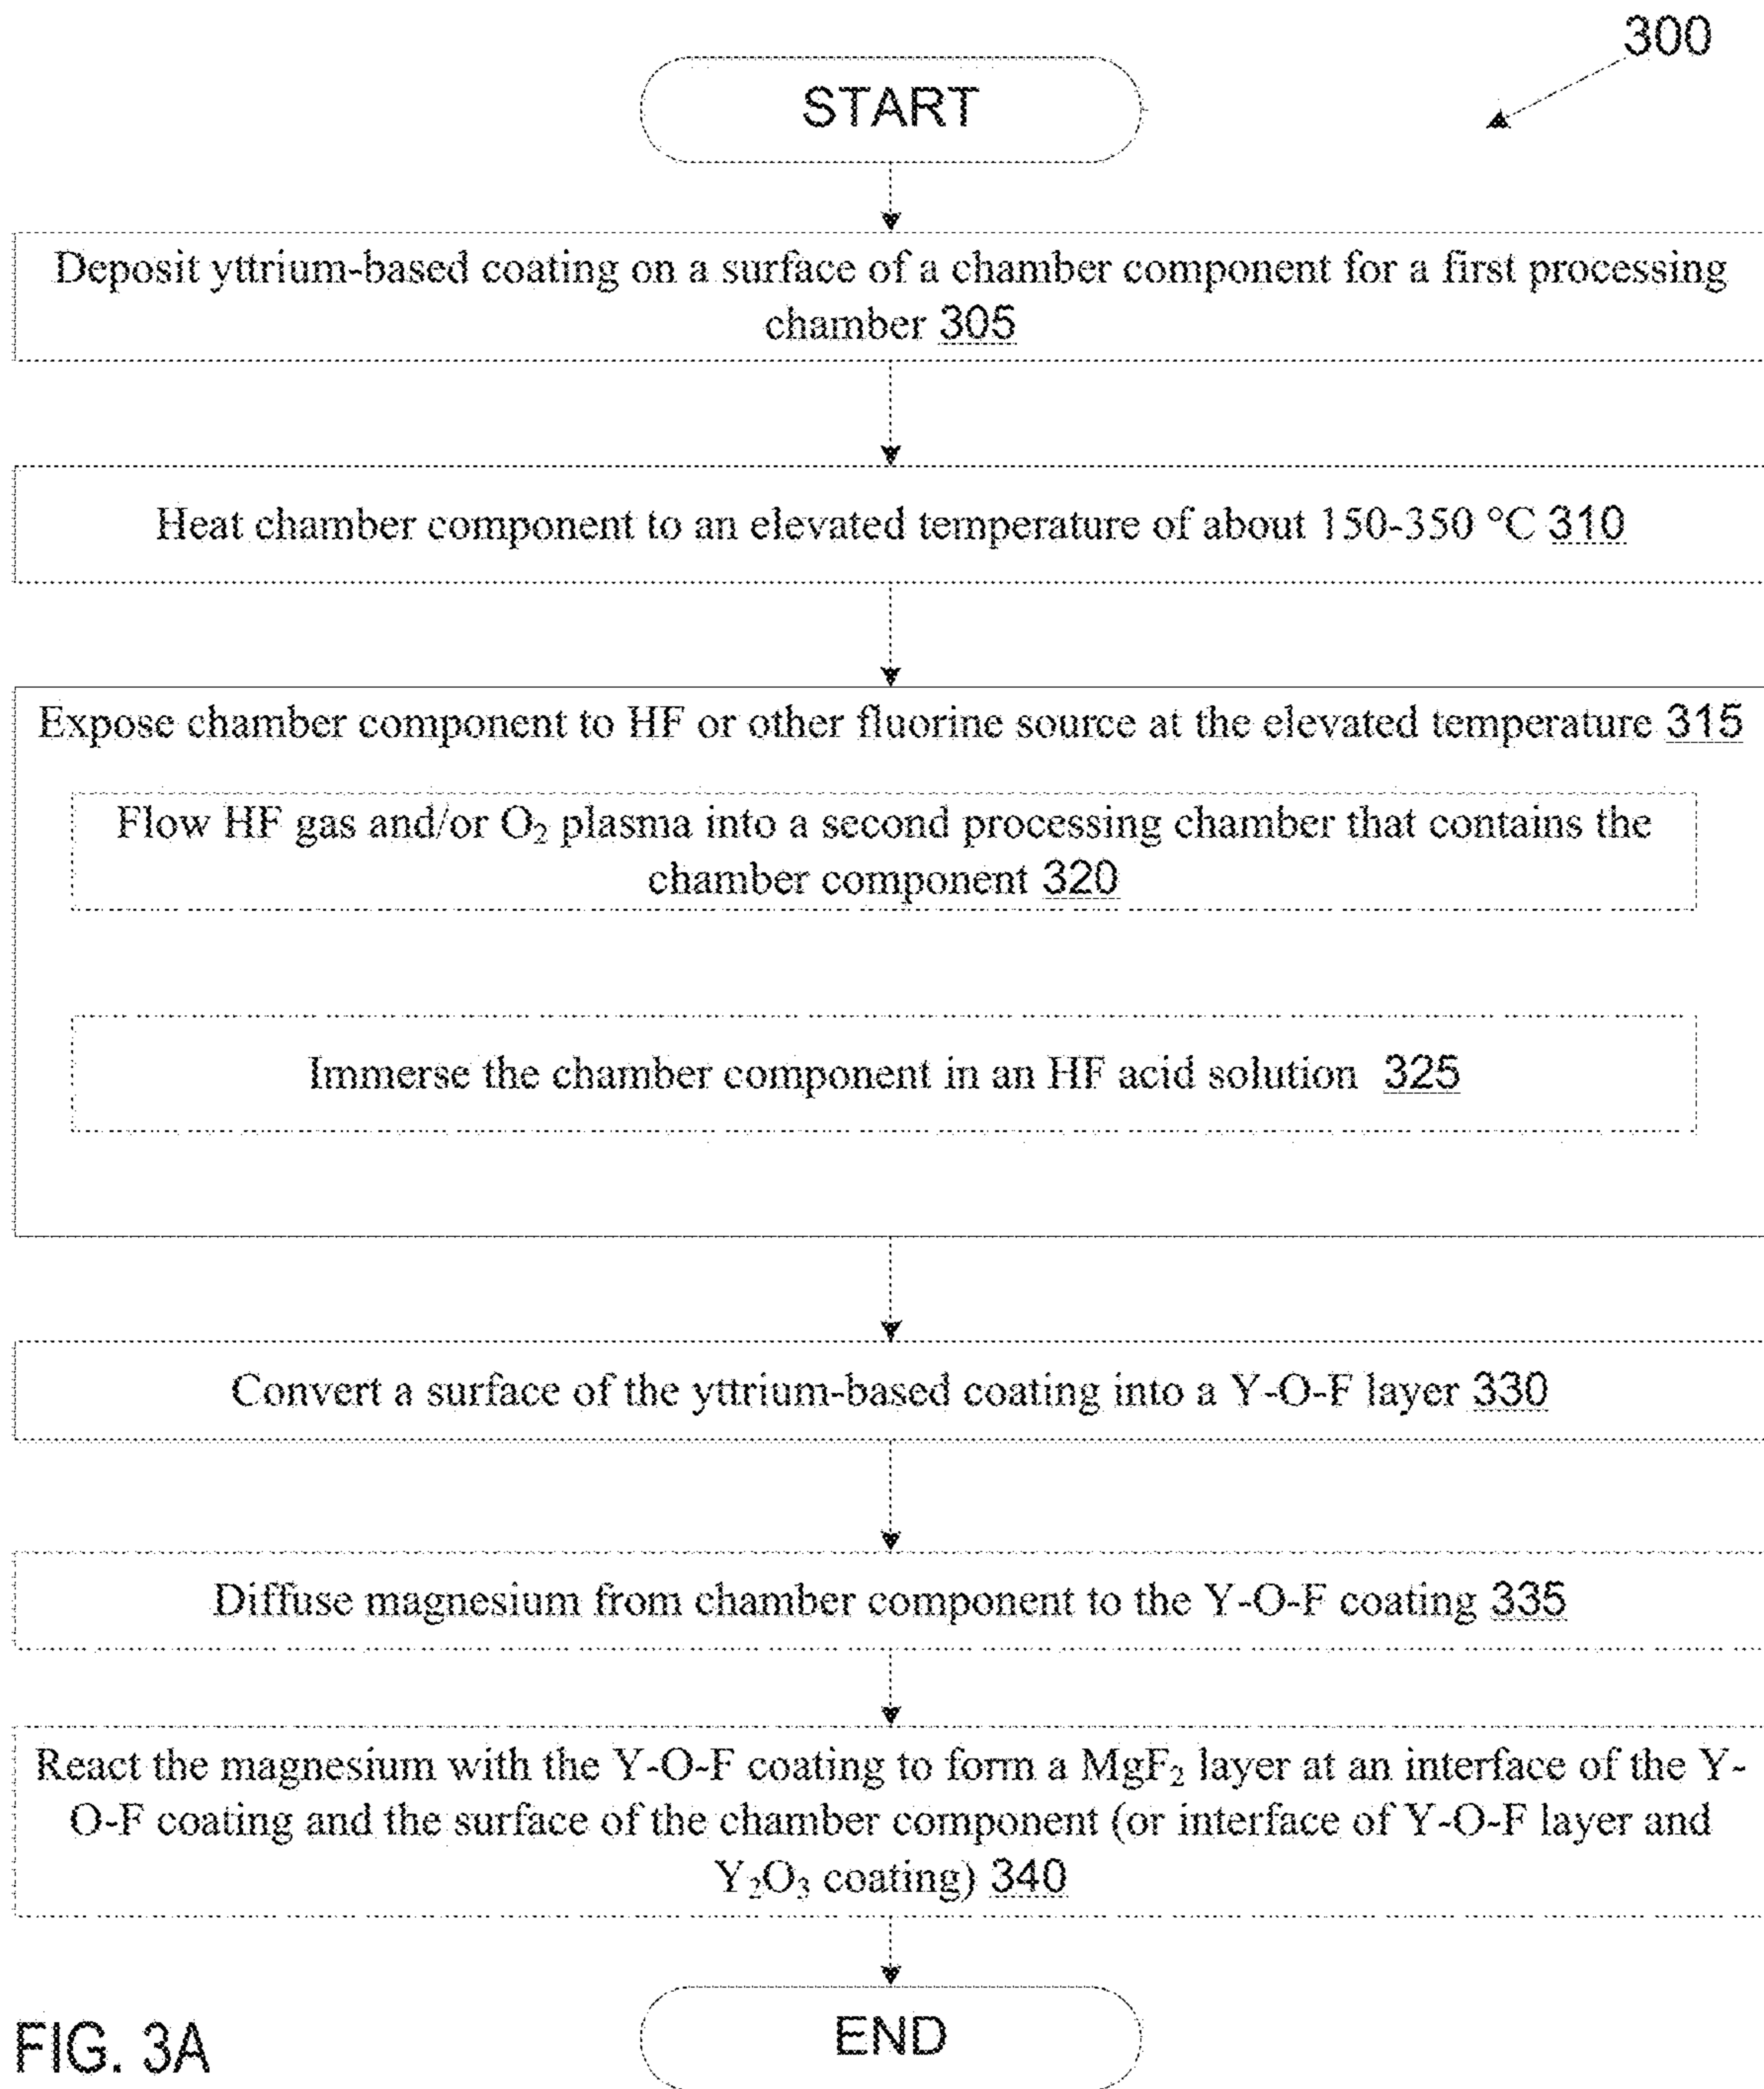 300
START
Deposit yttrium-based coating on a surface of a chamber component for a first processing
chamber 305
Heat chamber component to an elevated temperature of about 150-350 °C 310
Expose chamber component to HF or other fluorine source at the elevated temperature 315
Flow HF gas and/or O₂ plasma into a second processing chamber that contains the
chamber component 320
Immerse the chamber component in an HF acid solution 325
Convert a surface of the yttrium-based coating into a Y-O-F layer 330
Diffuse magnesium from chamber component to the Y-O-F coating 335
React the magnesium with the Y-O-F coating to form a MgF₂ layer at an interface of the Y-
O-F coating and the surface of the chamber component (or interface of Y-O-F layer and
Y₂O₃ coating) 340
END
FIG. 3A